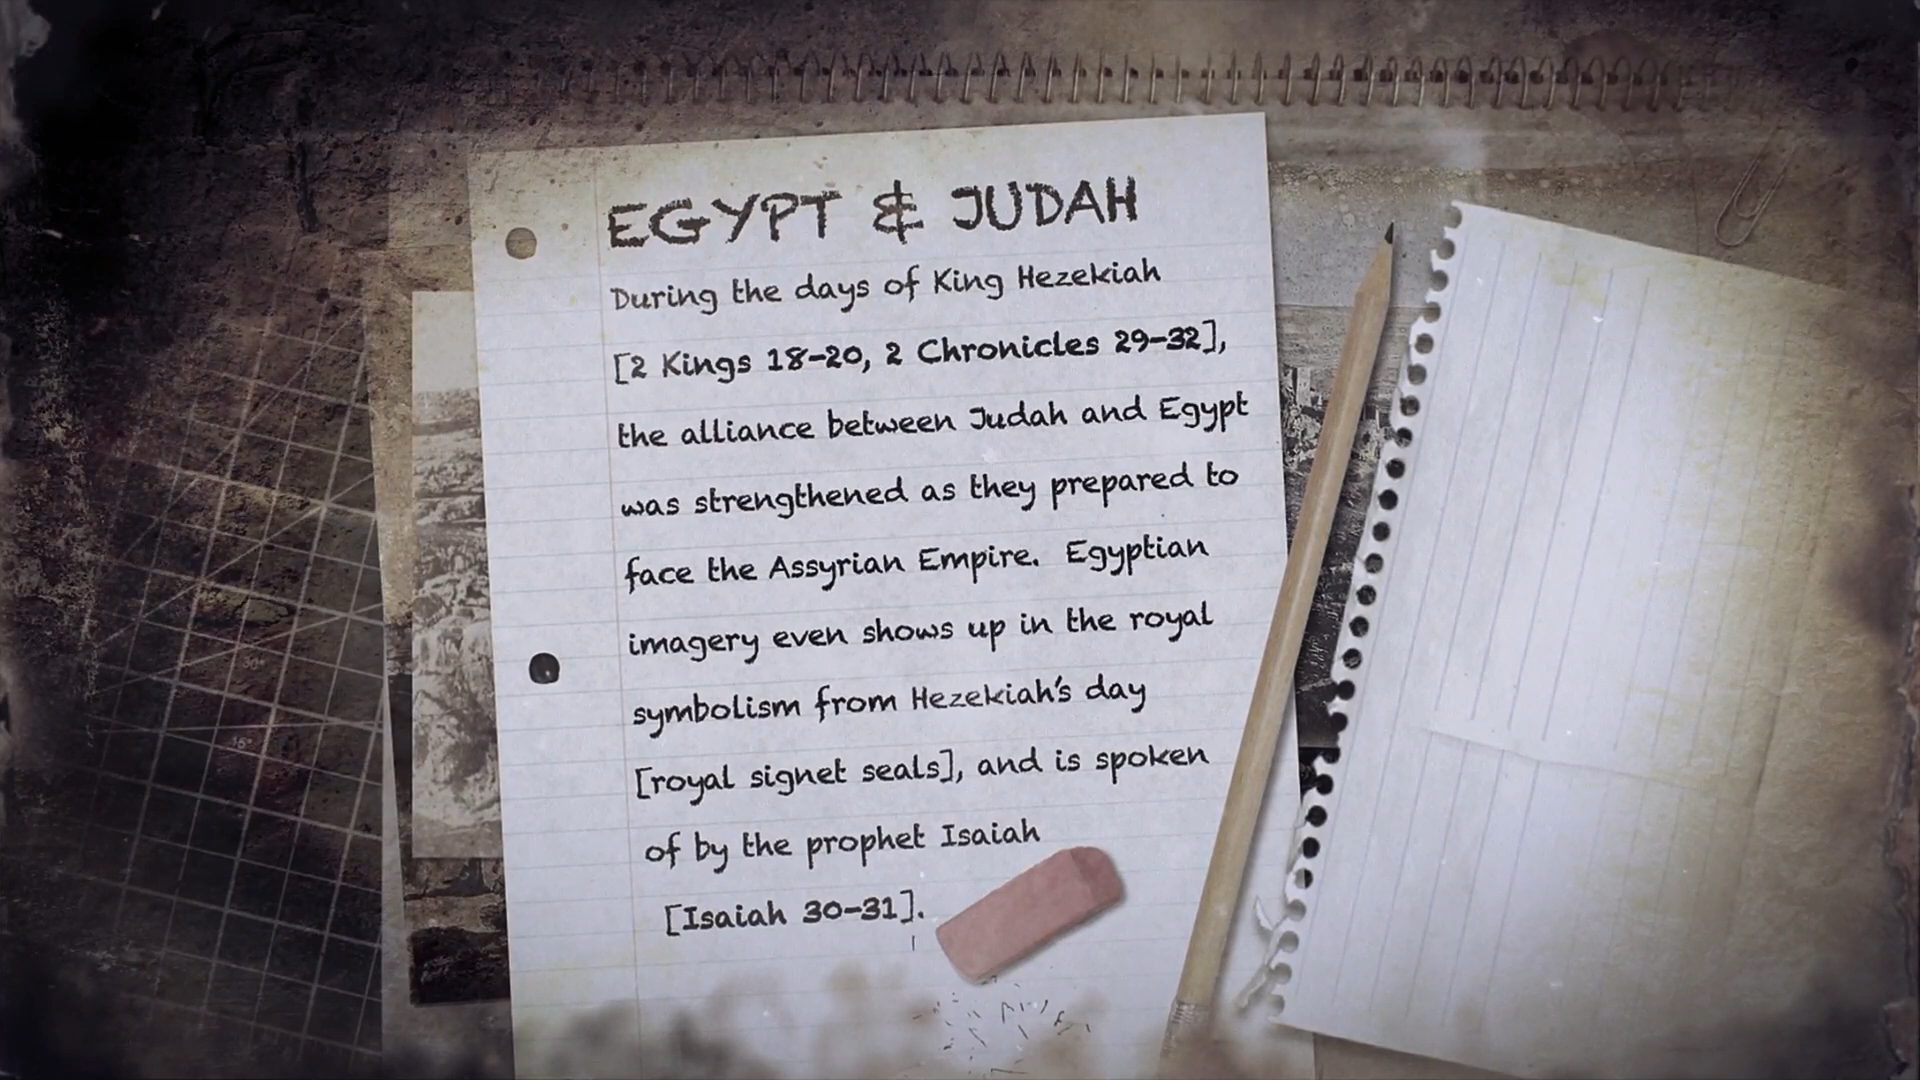 EGYPT & JUDAH
During the days of King Hezekiah
[2 Kings 18-20, 2 Chronicles 29-32],
the alliance between Judah and Egypt
was strengthened as they prepared to
face the Assyrian Empire. Egyptian
imagery even shows up in the royal
symbolism from Hezekiah's day
[royal signet seals], and is spoken
of by the prophet Isaiah
[Isaiah 30-31].
30°
15°